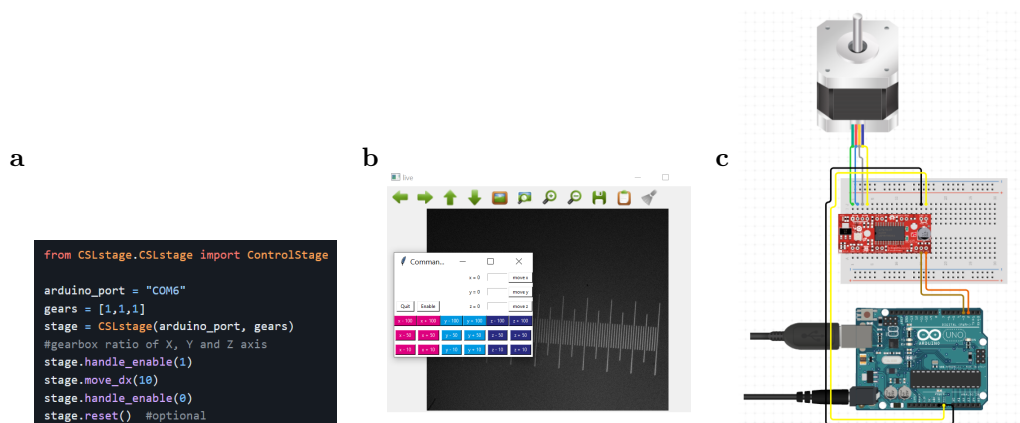 a
from CSLstage.CSLstage import ControlStage
arduino_port = "COM6"
gears = [1,1,1]
stage = CSLstage(arduino_port, gears)
#gearbox ratio of X, Y and Z axis
stage.handle_enable(1)
stage.move_dx(10)
stage.handle_enable(0)
stage.reset()  #optional
b
live
Comman...
x = 0 move x
y = 0 move y
Quit Enable z = 0 move z
x - 100 x + 100 y - 100 y + 100 z - 100 z + 100
x - 50 x + 50 y - 50 y + 50 z - 50 z + 50
x - 10 x + 10 y - 10 y + 10 z - 10 z + 10
c
UNO
ARDUINO